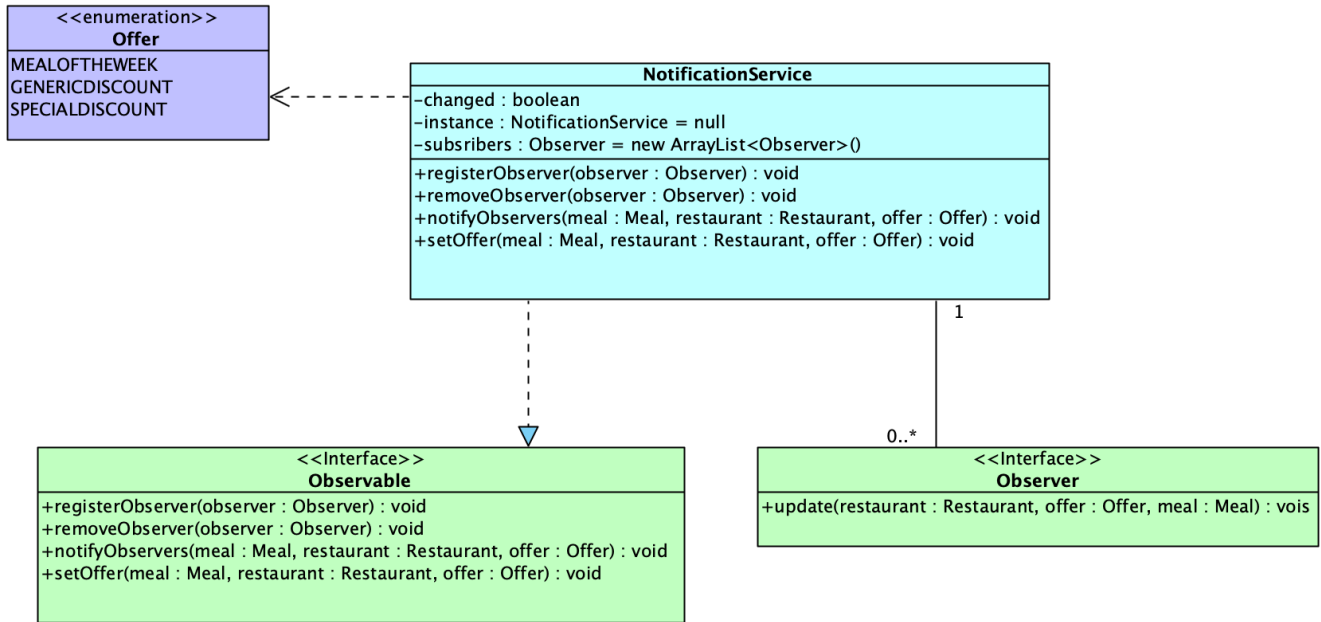 <<enumeration>>
Offer
MEALOFTHEWEEK
GENERICDISCOUNT
SPECIALDISCOUNT
NotificationService
-changed : boolean
-instance : NotificationService = null
-subsribers : Observer = new ArrayList<Observer>()
+registerObserver(observer : Observer) : void
+removeObserver(observer : Observer) : void
+notifyObservers(meal : Meal, restaurant : Restaurant, offer : Offer) : void
+setOffer(meal : Meal, restaurant : Restaurant, offer : Offer) : void
1
0..*
<<Interface>>
Observable
+registerObserver(observer : Observer) : void
+removeObserver(observer : Observer) : void
+notifyObservers(meal : Meal, restaurant : Restaurant, offer : Offer) : void
+setOffer(meal : Meal, restaurant : Restaurant, offer : Offer) : void
<<Interface>>
Observer
+update(restaurant : Restaurant, offer : Offer, meal : Meal) : vois